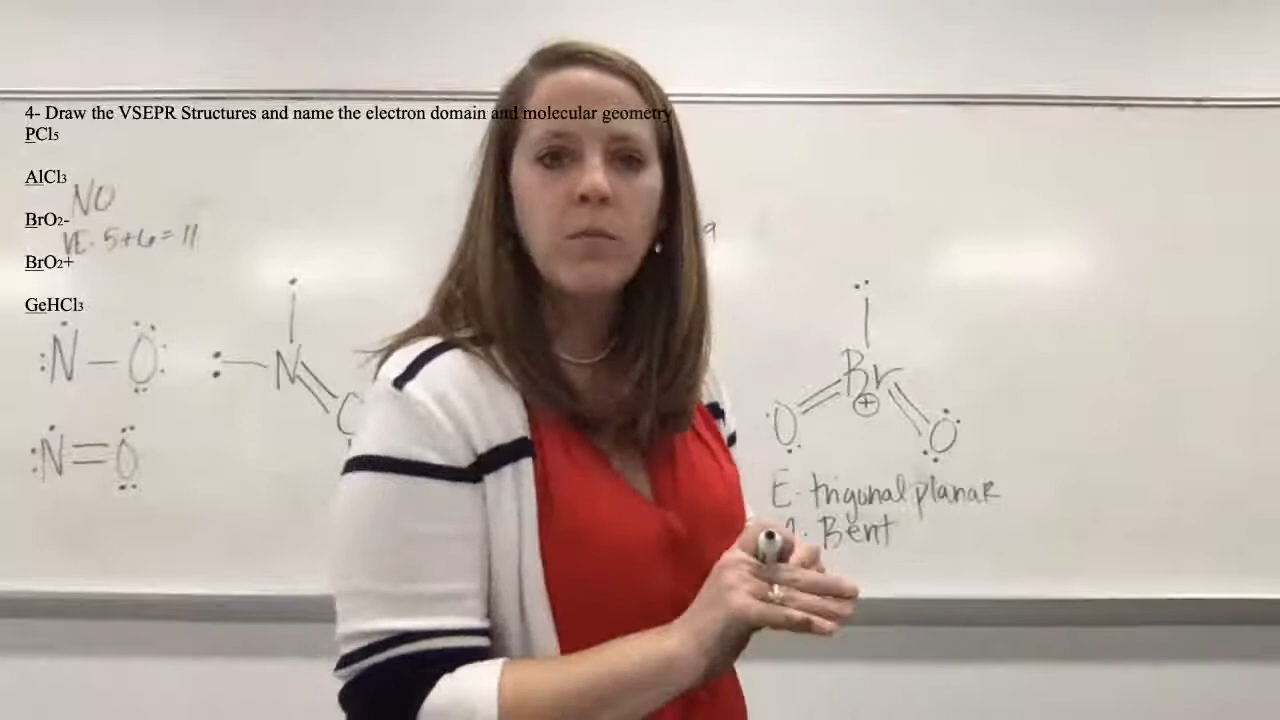 4- Draw the VSEPR Structures and name the electron domain and molecular geometry
PCl5
AlCl3
NO
BrO2-
VE. 5+6=11
BrO2+
GeHCl3
N-O
N
N=O
Br
+
O O
E. trigonal planar
Bent